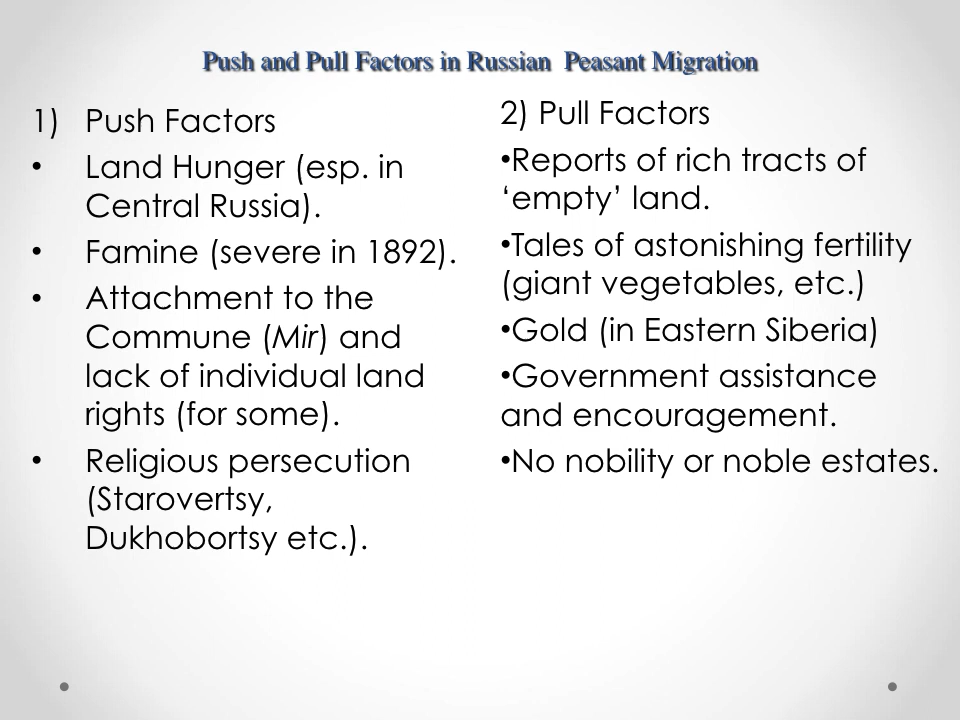 Push and Pull Factors in Russian  Peasant Migration
1) Push Factors
• Land Hunger (esp. in
Central Russia).
• Famine (severe in 1892).
• Attachment to the
Commune (Mir) and
lack of individual land
rights (for some).
• Religious persecution
(Starovertsy,
Dukhobortsy etc.).
2) Pull Factors
•Reports of rich tracts of
‘empty’ land.
•Tales of astonishing fertility
(giant vegetables, etc.)
•Gold (in Eastern Siberia)
•Government assistance
and encouragement.
•No nobility or noble estates.